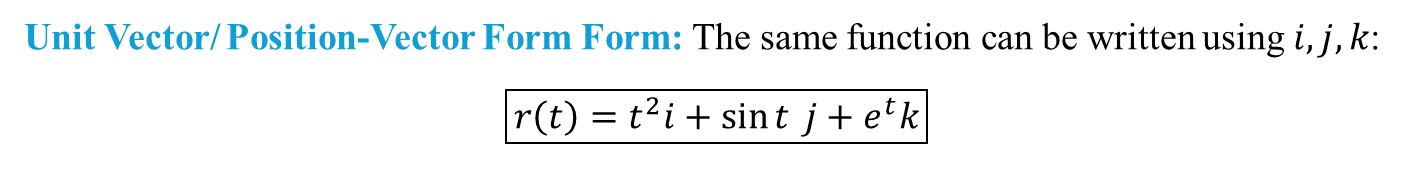 Unit Vector/ Position-Vector Form Form: The same function can be written using i, j, k:
r(t) = t²i + sin t j + eᵗk